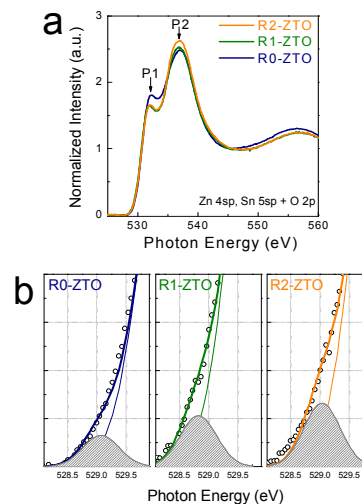 a
Normalized Intensity (a.u.)
3
2
1
0
P1
P2
R2-ZTO
R1-ZTO
R0-ZTO
Zn 4sp, Sn 5sp + O 2p
530 540 550 560
Photon Energy (eV)
b
R0-ZTO
R1-ZTO
R2-ZTO
528.5 529.0 529.5
528.5 529.0 529.5
528.5 529.0 529.5
Photon Energy (eV)